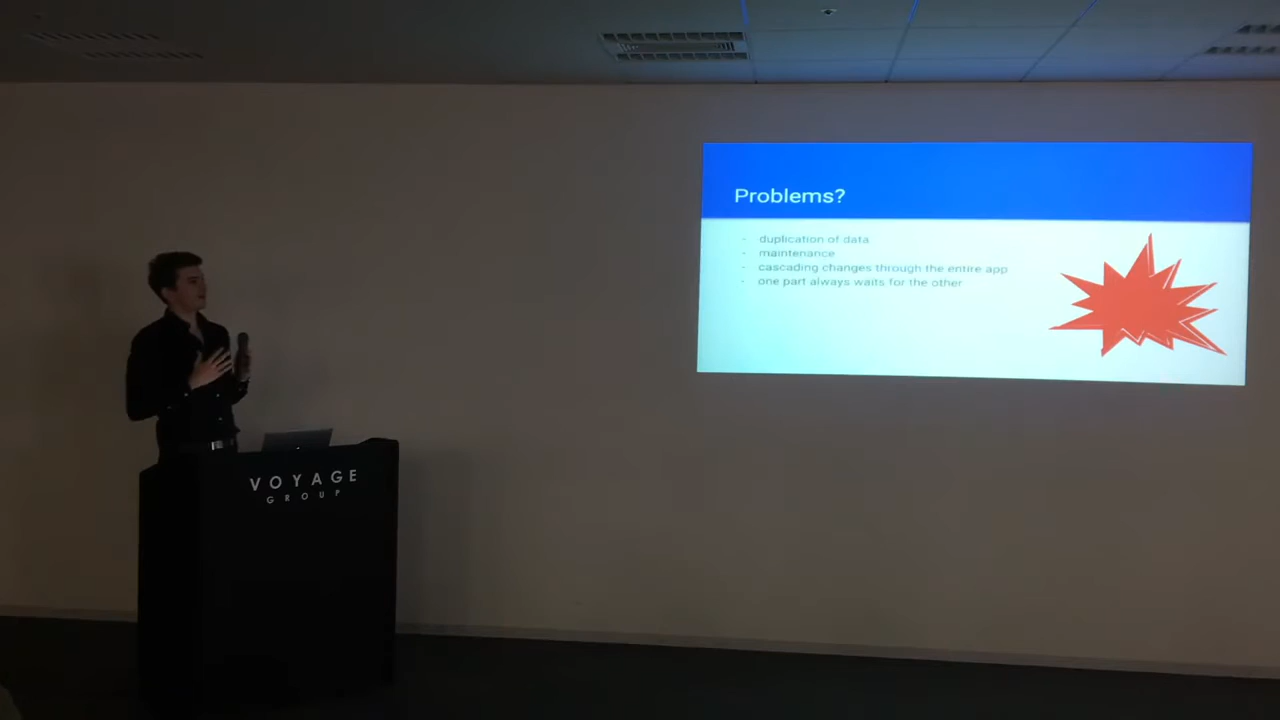 Problems?
- duplication of data
- maintenance
- cascading changes through the entire app
- one part always waits for the other
VOYAGE
GROUP